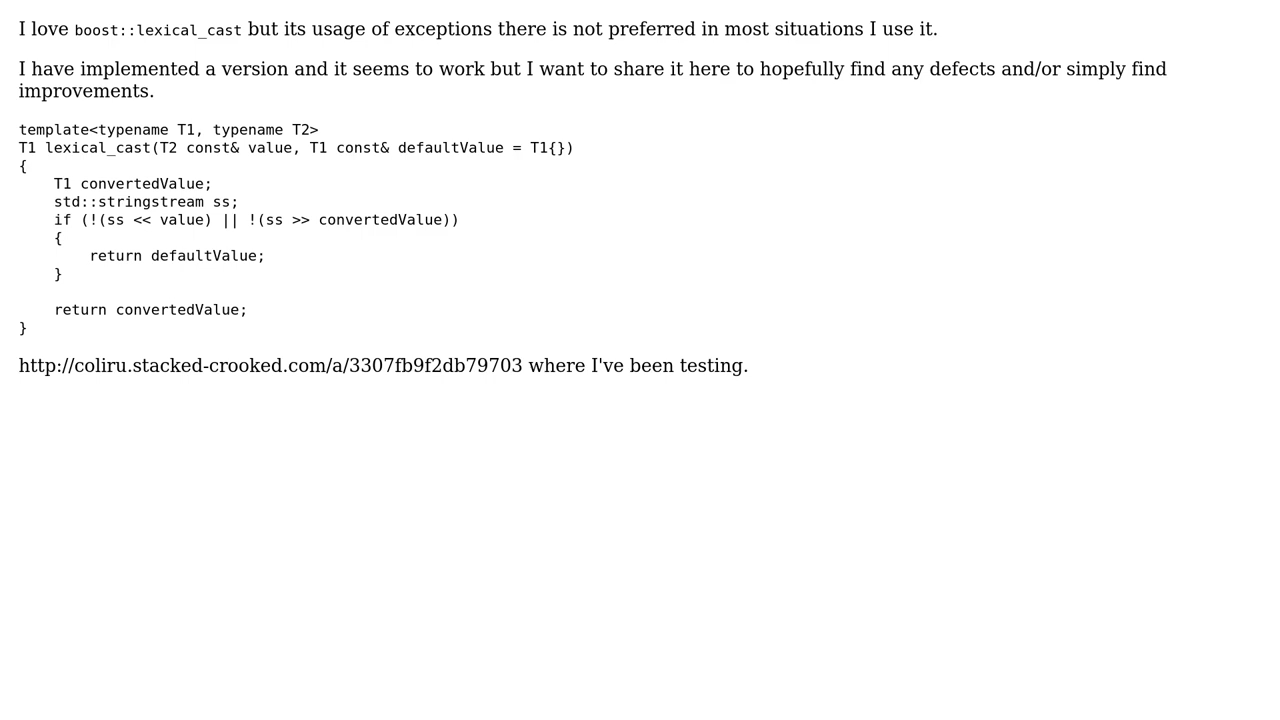 I love boost::lexical_cast but its usage of exceptions there is not preferred in most situations I use it.
I have implemented a version and it seems to work but I want to share it here to hopefully find any defects and/or simply find
improvements.
template<typename T1, typename T2>
T1 lexical_cast(T2 const& value, T1 const& defaultValue = T1{})
{
    T1 convertedValue;
    std::stringstream ss;
    if (!(ss << value) || !(ss >> convertedValue))
    {
        return defaultValue;
    }

    return convertedValue;
}
http://coliru.stacked-crooked.com/a/3307fb9f2db79703 where I've been testing.